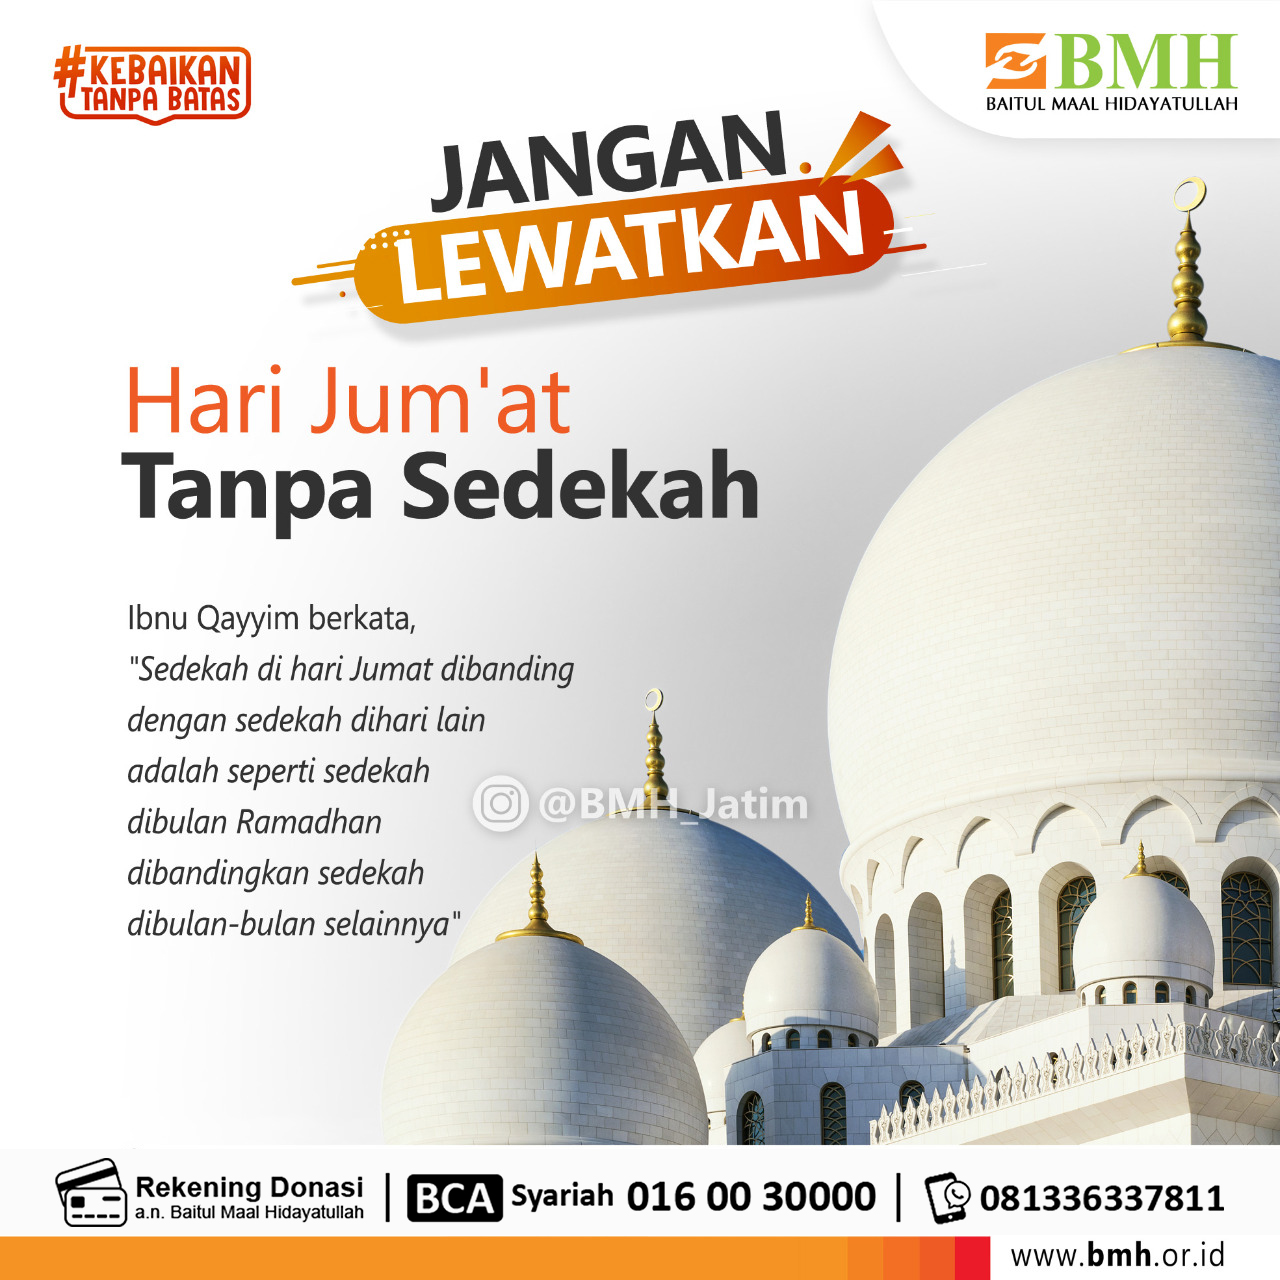 #KEBAIKAN
TANPA BATAS
BMH
BAITUL MAAL HIDAYATULLAH
JANGAN
LEWATKAN
Hari Jum'at
Tanpa Sedekah
Ibnu Qayyim berkata,
"Sedekah di hari Jumat dibanding
dengan sedekah dihari lain
adalah seperti sedekah
dibulan Ramadhan
dibandingkan sedekah
dibulan-bulan selainnya"
@BMH_Jatim
Rekening Donasi
a.n. Baitul Maal Hidayatullah
BCA Syariah 016 00 30000
081336337811
www.bmh.or.id